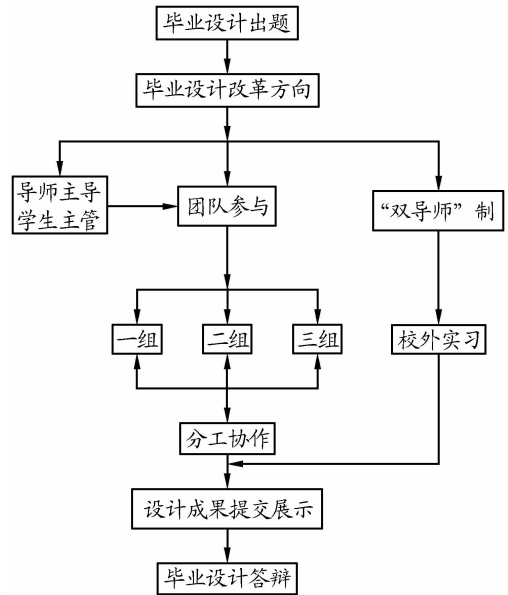 毕业设计出题
毕业设计改革方向
导师主导
学生主管
团队参与
“双导师”制
一组
二组
三组
校外实习
分工协作
设计成果提交展示
毕业设计答辩